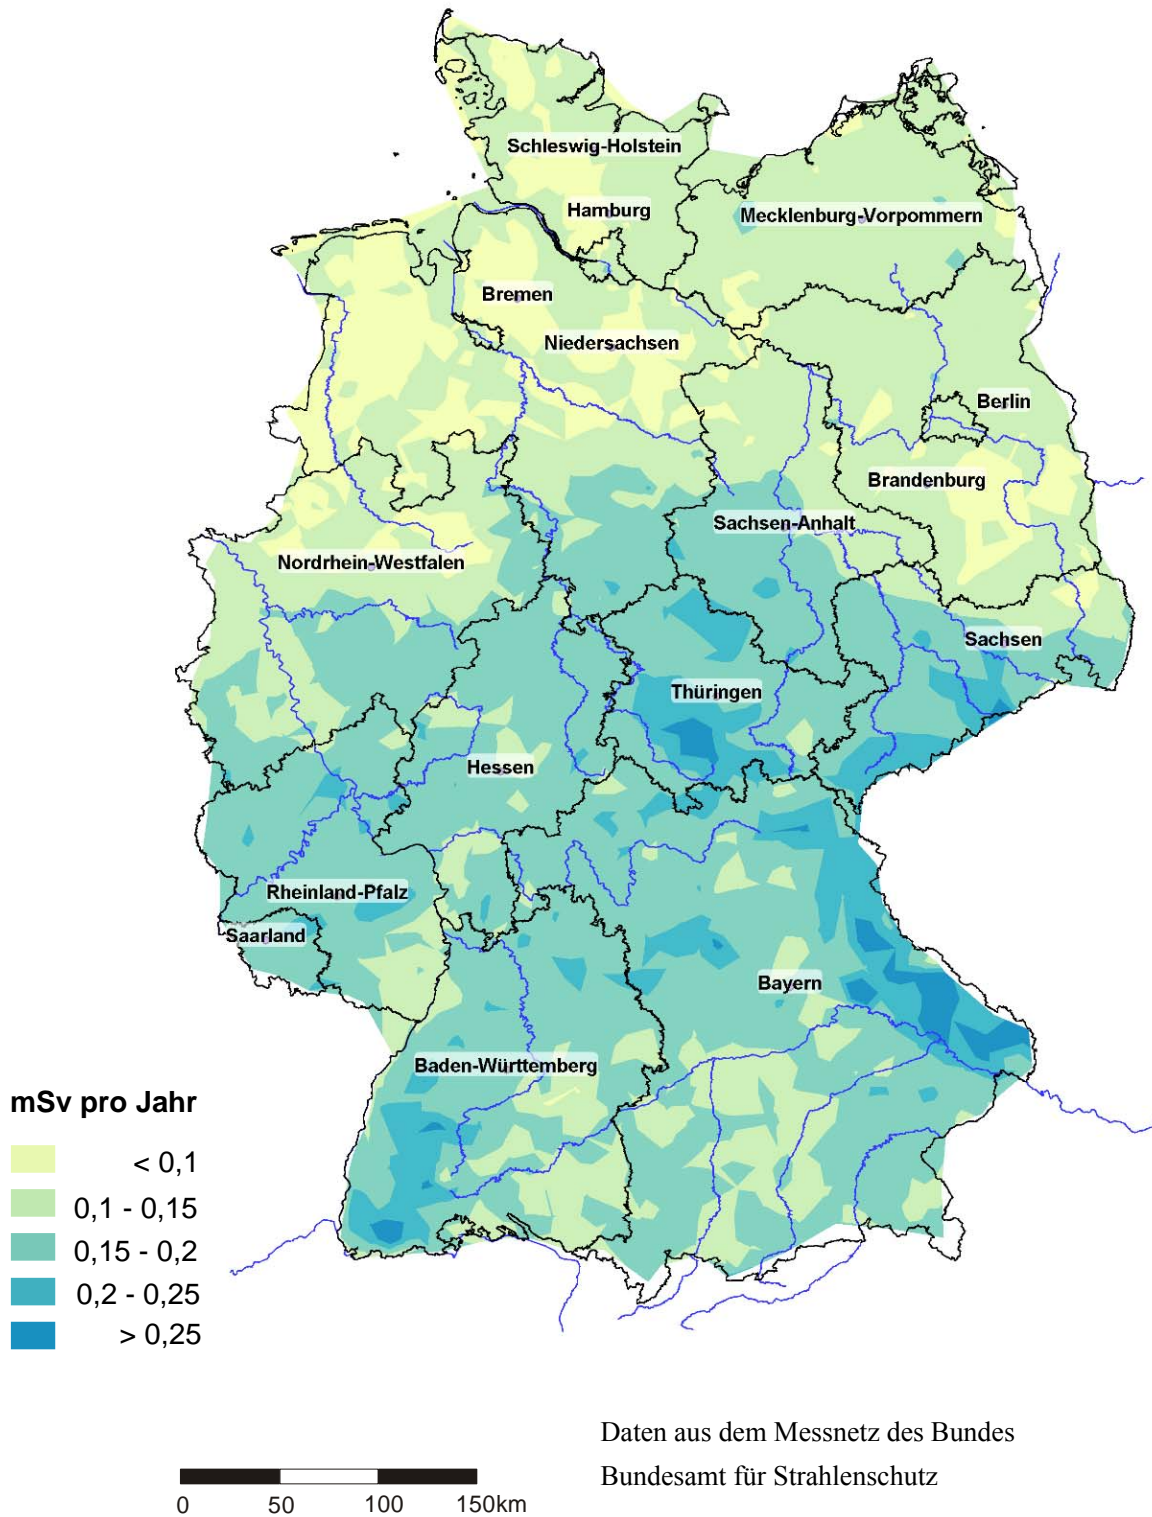 Schleswig-Holstein
Hamburg
Mecklenburg-Vorpommern
Bremen
Niedersachsen
Berlin
Brandenburg
Sachsen-Anhalt
Nordrhein-Westfalen
Sachsen
Thüringen
Hessen
Rheinland-Pfalz
Saarland
Bayern
Baden-Württemberg
mSv pro Jahr
< 0,1
0,1 - 0,15
0,15 - 0,2
0,2 - 0,25
> 0,25
Daten aus dem Messnetz des Bundes
Bundesamt für Strahlenschutz
0 50 100 150km